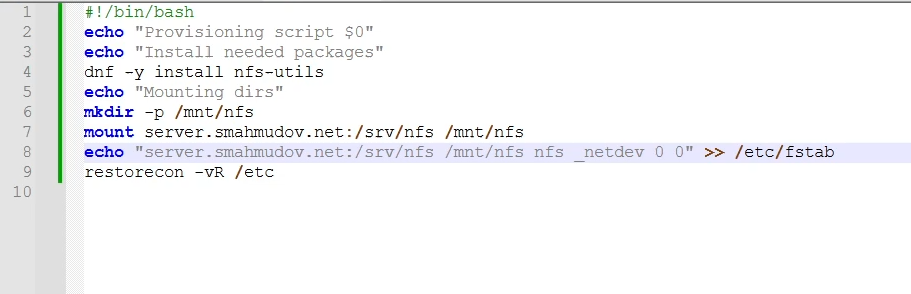 1 #!/bin/bash
2 echo "Provisioning script $0"
3 echo "Install needed packages"
4 dnf -y install nfs-utils
5 echo "Mounting dirs"
6 mkdir -p /mnt/nfs
7 mount server.smahmudov.net:/srv/nfs /mnt/nfs
8 echo "server.smahmudov.net:/srv/nfs /mnt/nfs nfs _netdev 0 0" >> /etc/fstab
9 restorecon -vR /etc
10